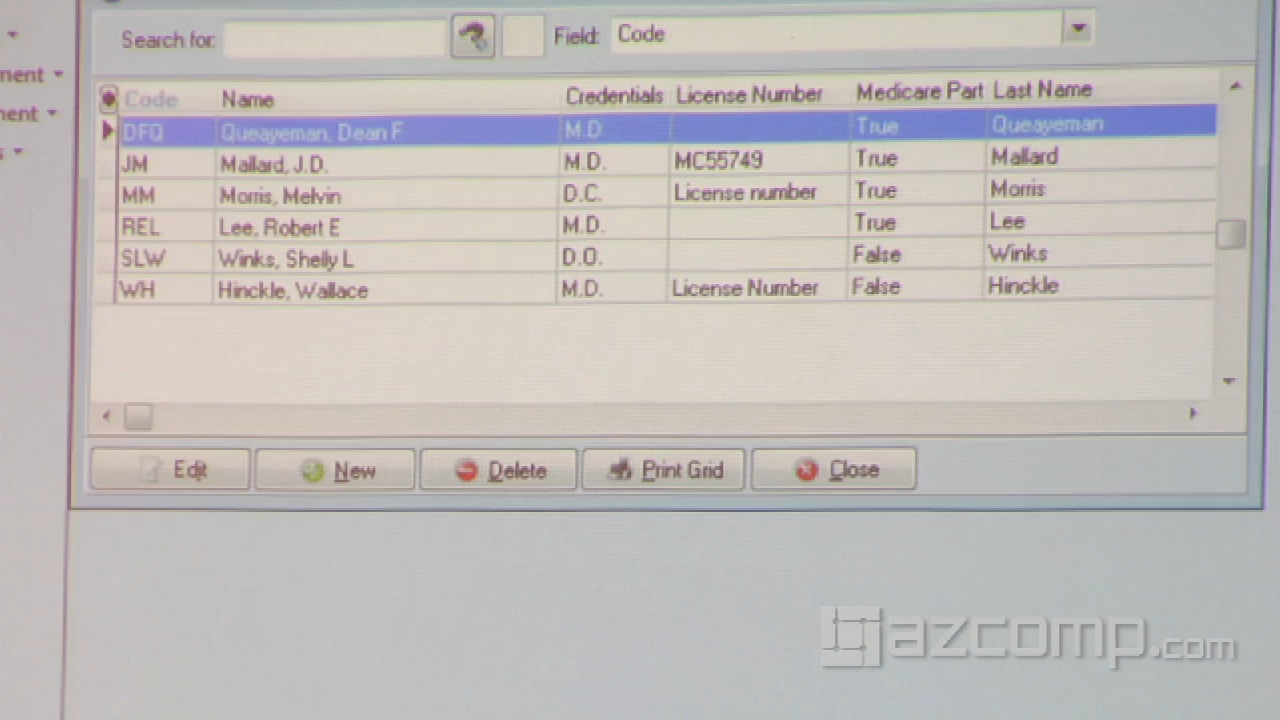 Search for: Field: Code
ment
nent
s
Code Name Credentials License Number Medicare Part Last Name
DFQ Queayeman, Dean F M.D. True Queayeman
JM Mallard, J.D. M.D. MC55749 True Mallard
MM Morris, Melvin D.C. License number True Morris
REL Lee, Robert E M.D. True Lee
SLW Winks, Shelly L D.O. False Winks
WH Hinckle, Wallace M.D. License Number False Hinckle
Edit New Delete Print Grid Close
azcomp.com